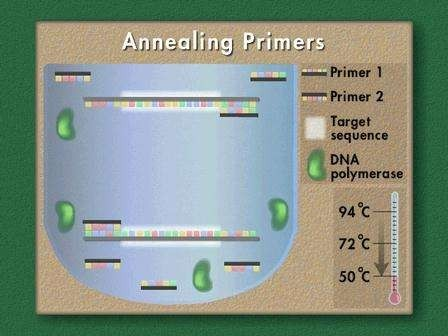 Annealing Primers
Primer 1
Primer 2
Target
sequence
DNA
polymerase
94°C
72°C
50°C